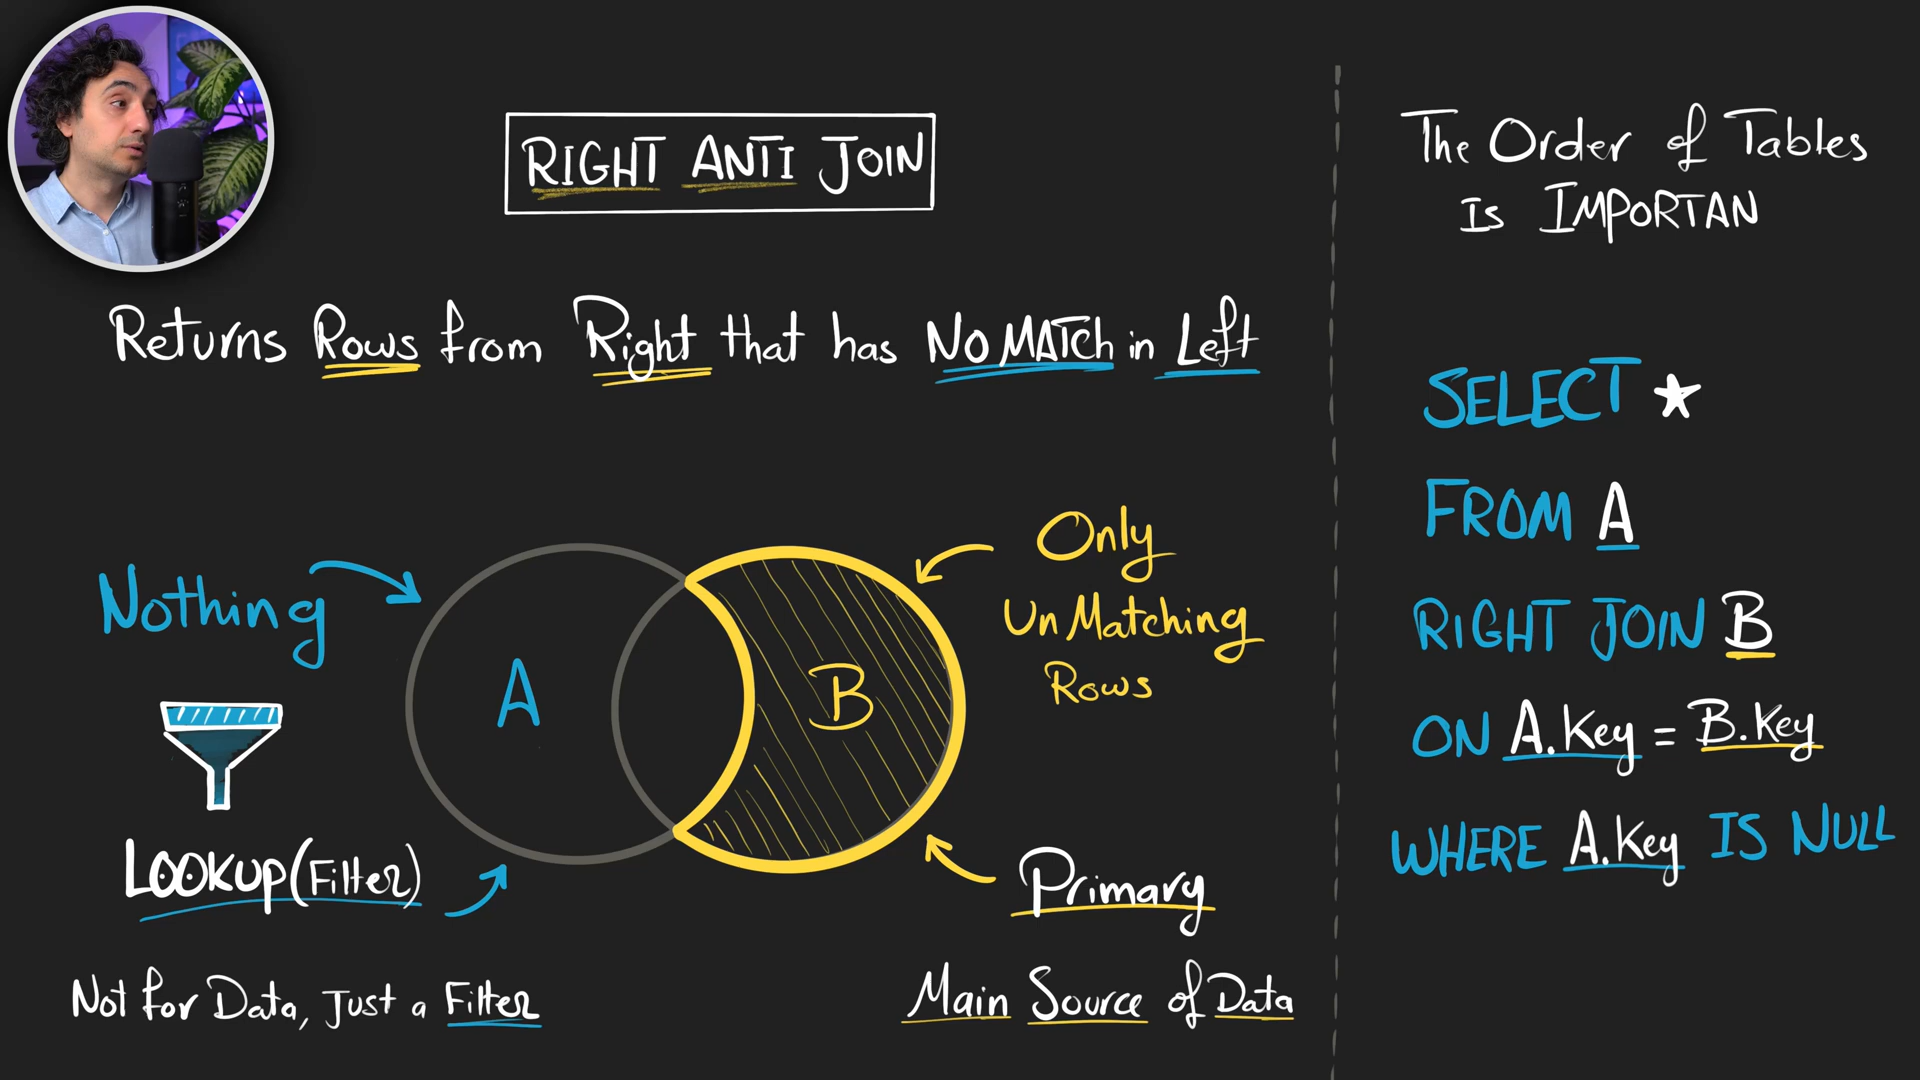 RIGHT ANTI JOIN
Returns Rows from Right that has NO MATCh in Left
Nothing
A
B
Only
UnMatching
Rows
LOOKUP(Filter)
Primary
Not for Data, Just a Filter
Main Source of Data
The Order of Tables
Is IMPORTAN
SELECT *
FROM A
RIGHT JOIN B
ON A.Key = B.Key
WHERE A.Key IS NULL